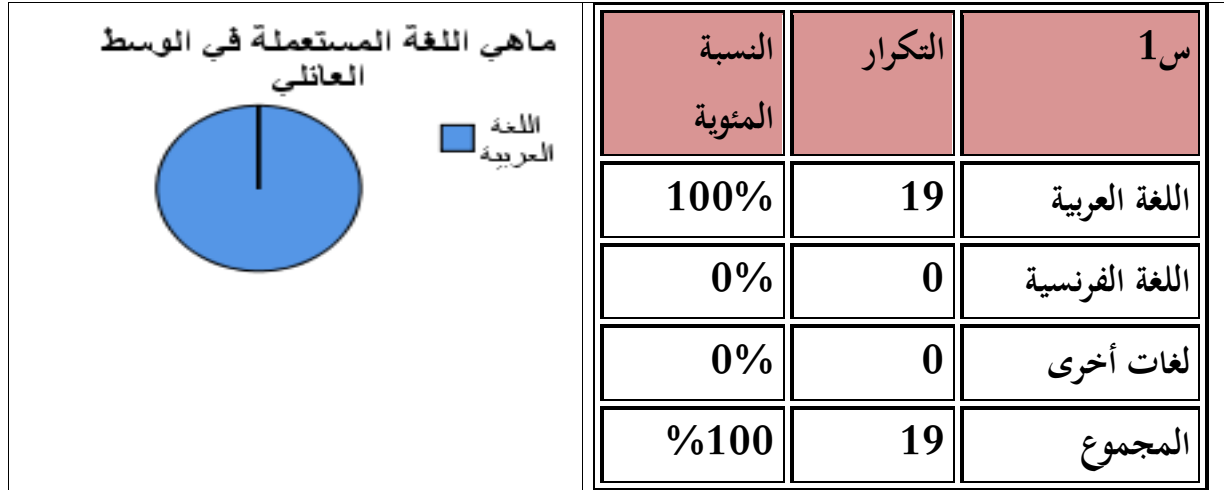 س1 التكرار النسبة المئوية
اللغة العربية 19 100%
اللغة الفرنسية 0 0%
لغات أخرى 0 0%
المجموع 19 %100
ماهي اللغة المستعملة في الوسط
العائلي
اللغة
العربية